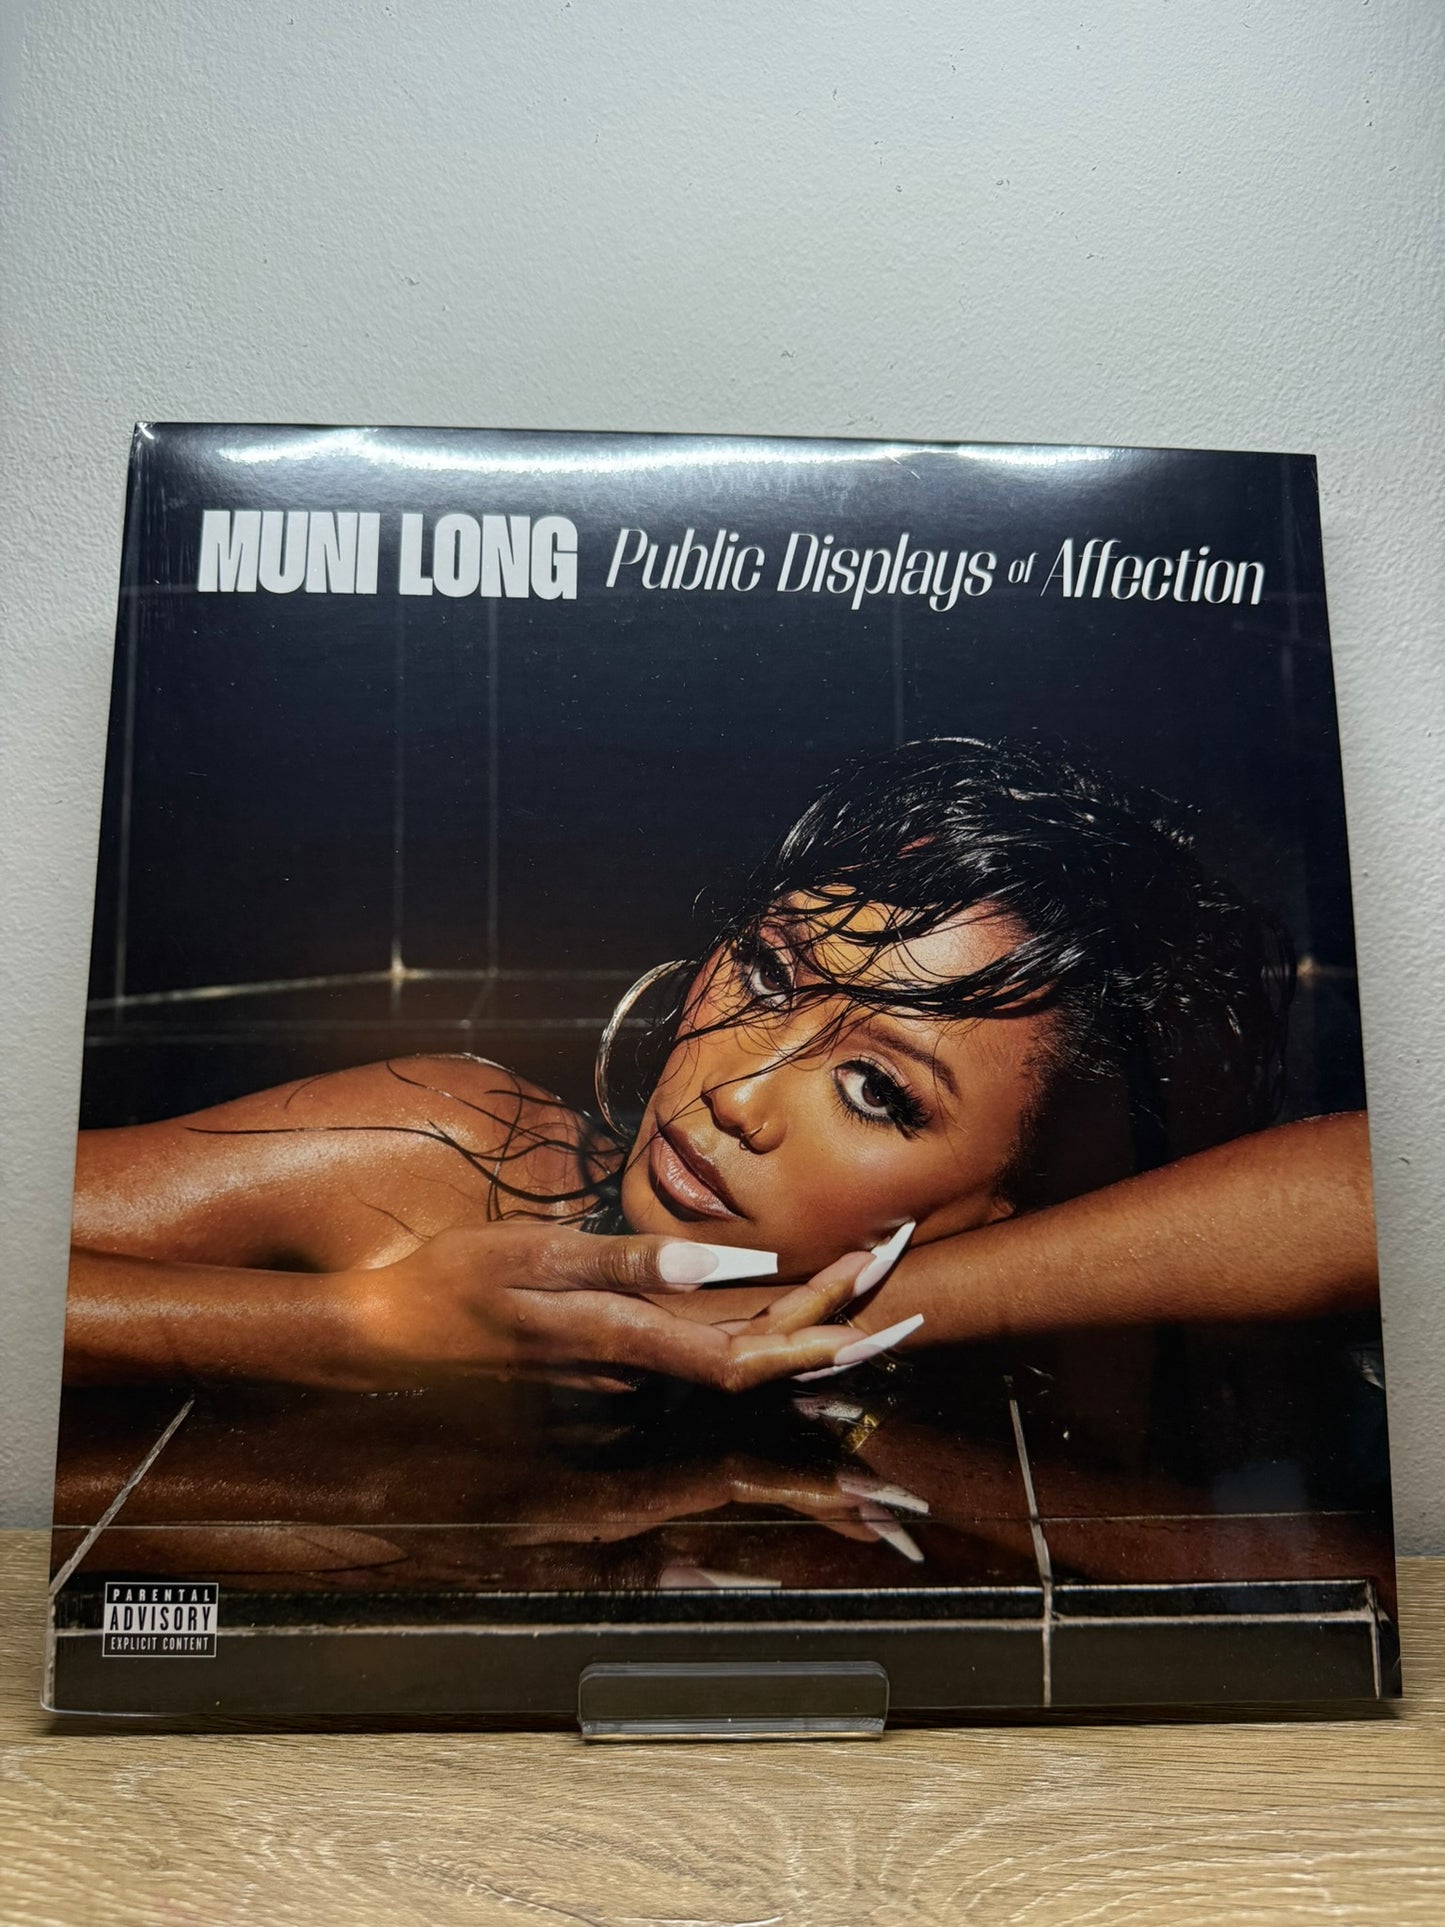 MUNI LONG Public Displays of Affection
PARENTAL
ADVISORY
EXPLICIT CONTENT